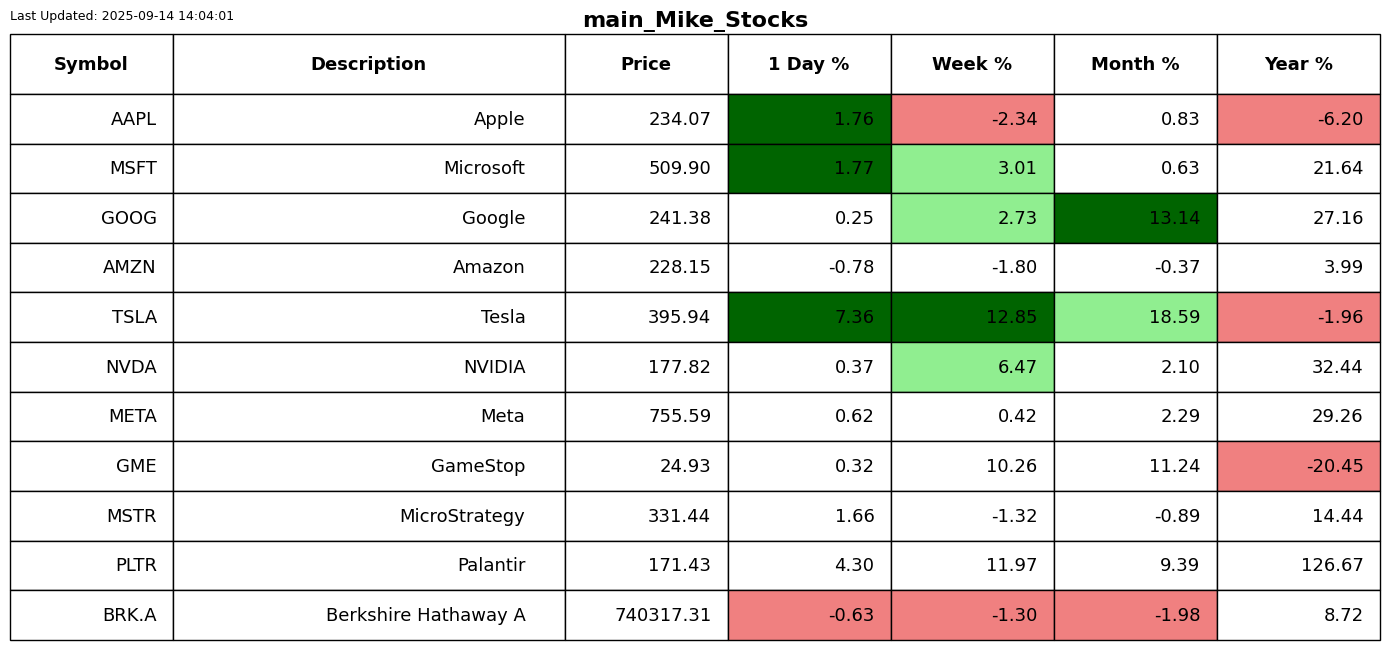 Last Updated: 2025-09-14 14:04:01
main_Mike_Stocks
Symbol Description Price 1 Day % Week % Month % Year %
AAPL Apple 234.07 1.76 -2.34 0.83 -6.20
MSFT Microsoft 509.90 1.77 3.01 0.63 21.64
GOOG Google 241.38 0.25 2.73 13.14 27.16
AMZN Amazon 228.15 -0.78 -1.80 -0.37 3.99
TSLA Tesla 395.94 7.36 12.85 18.59 -1.96
NVDA NVIDIA 177.82 0.37 6.47 2.10 32.44
META Meta 755.59 0.62 0.42 2.29 29.26
GME GameStop 24.93 0.32 10.26 11.24 -20.45
MSTR MicroStrategy 331.44 1.66 -1.32 -0.89 14.44
PLTR Palantir 171.43 4.30 11.97 9.39 126.67
BRK.A Berkshire Hathaway A 740317.31 -0.63 -1.30 -1.98 8.72